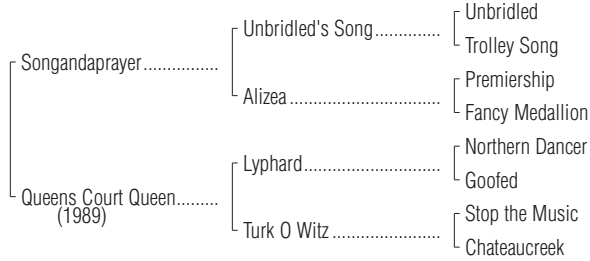 Unbridled
Unbridled's Song..............
Trolley Song
Songandaprayer................
Premiership
Alizea................................
Fancy Medallion
Northern Dancer
Lyphard.............................
Goofed
Queens Court Queen.........
(1989)
Stop the Music
Turk O Witz.......................
Chateaucreek